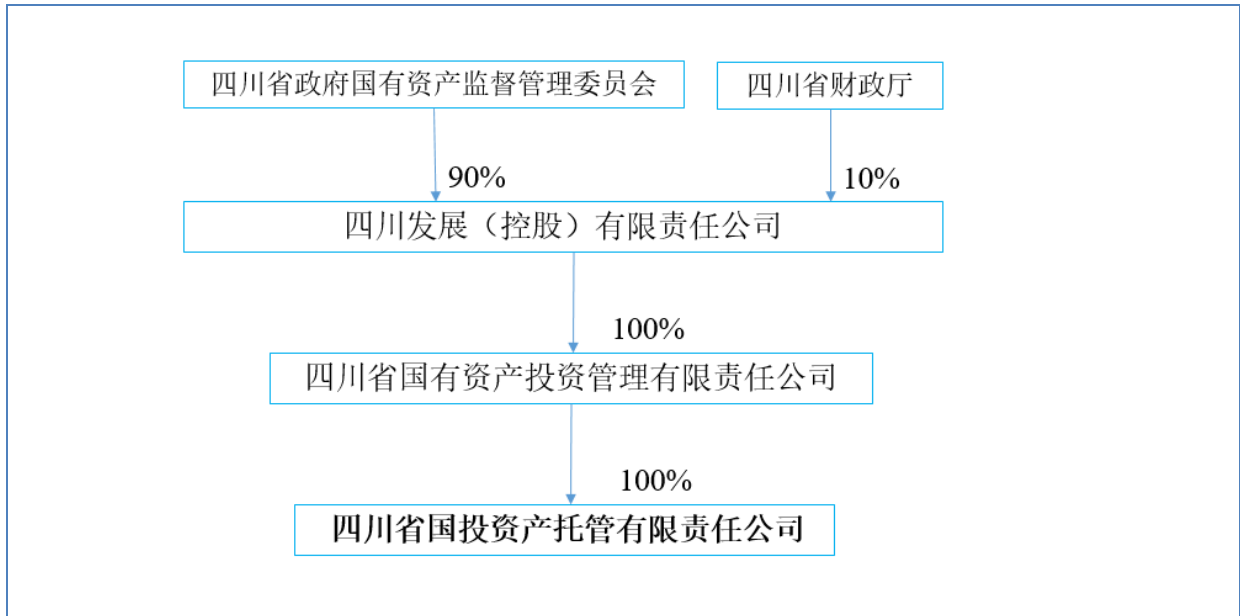 四川省政府国有资产监督管理委员会
四川省财政厅
90%
10%
四川发展（控股）有限责任公司
100%
四川省国有资产投资管理有限责任公司
100%
四川省国投资产托管有限责任公司